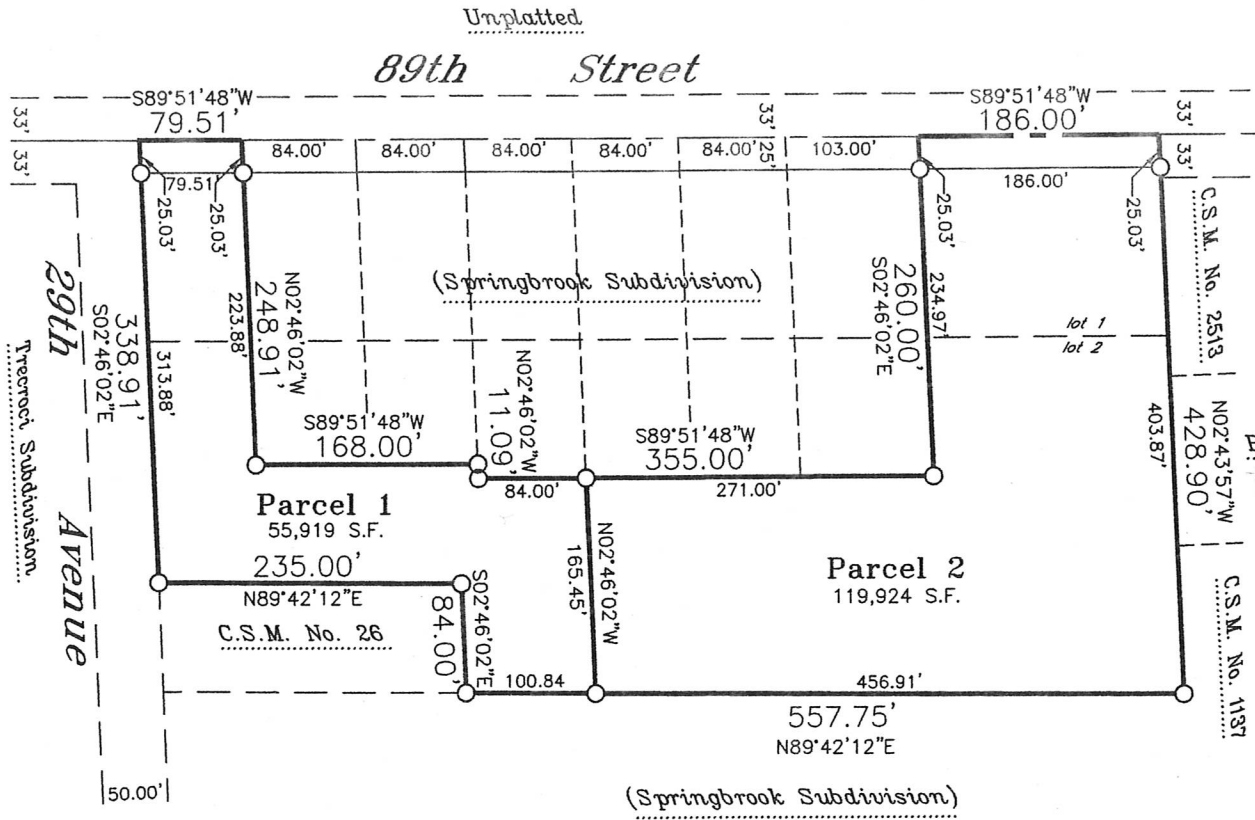 Unplatted
89th Street
S89°51'48"W
79.51'
S89°51'48"W
186.00'
33'
33'
33'
33'
33'
25'
84.00'
84.00'
84.00'
84.00'
84.00'
103.00'
79.51'
186.00'
25.03'
25.03'
25.03'
25.03'
C.S.M. No. 2513
29th Avenue
Trecroci Subdivision
338.91'
S02°46'02"E
313.88'
223.88'
N02°46'02"W
248.91'
(Springbrook Subdivision)
260.00'
S02°46'02"E
234.97'
lot 1
lot 2
403.87'
N02°43'57"W
428.90'
S89°51'48"W
168.00'
N02°46'02"W
11.09'
84.00'
S89°51'48"W
355.00'
271.00'
Parcel 1
55,919 S.F.
235.00'
N89°42'12"E
C.S.M. No. 26
S02°46'02"E
84.00'
N02°46'02"W
165.45'
Parcel 2
119,924 S.F.
C.S.M. No. 1137
100.84
456.91'
557.75'
N89°42'12"E
50.00'
(Springbrook Subdivision)